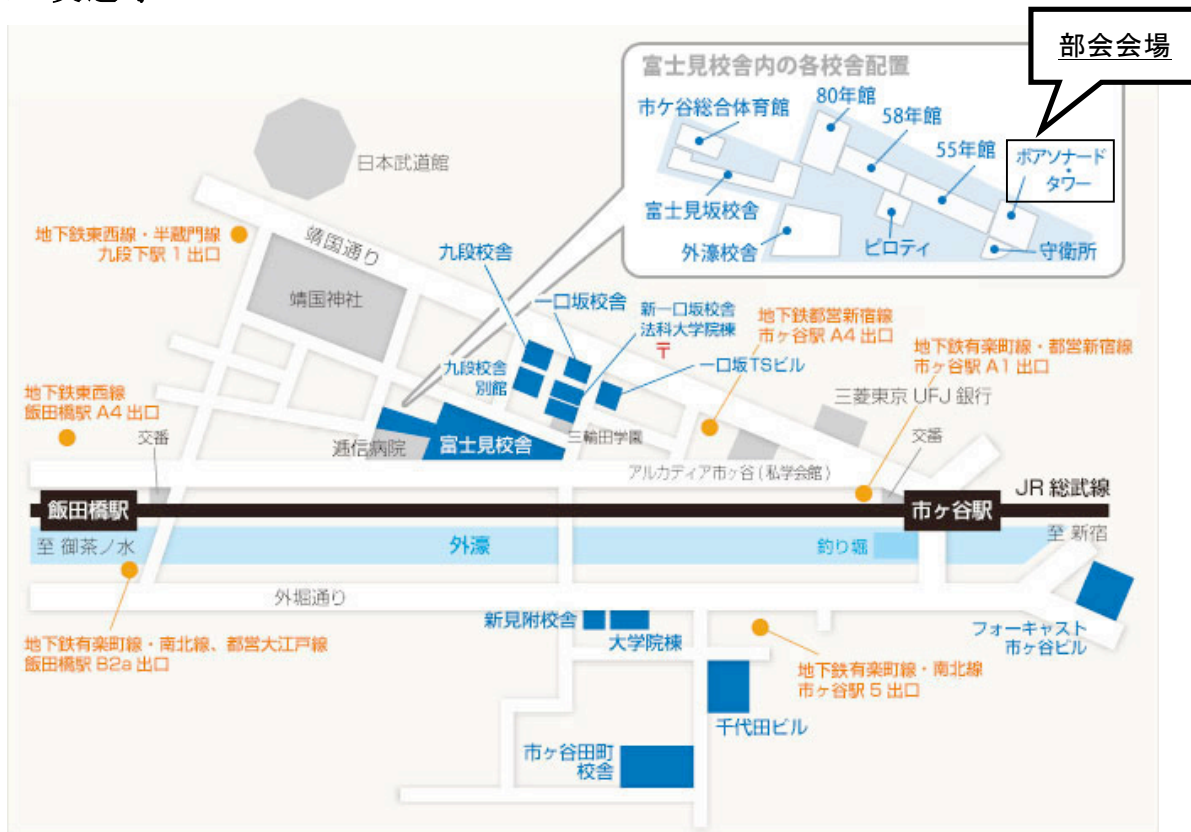 部会会場
富士見校舎内の各校舎配置
市ケ谷総合体育館
80年館
58年館
55年館
ボアソナード
・
タワー
富士見坂校舎
外濠校舎
ピロティ
守衛所
日本武道館
地下鉄東西線・半蔵門線
九段下駅 1 出口
靖国通り
靖国神社
九段校舎
一口坂校舎
新一口坂校舎
法科大学院棟
〒
地下鉄都営新宿線
市ヶ谷駅 A4 出口
地下鉄有楽町線・都営新宿線
市ヶ谷駅 A1 出口
九段校舎
別館
一口坂TSビル
三菱東京 UFJ 銀行
地下鉄東西線
飯田橋駅 A4 出口
交番
逓信病院
富士見校舎
三輪田学園
交番
アルカディア市ヶ谷(私学会館)
JR 総武線
飯田橋駅
市ヶ谷駅
至 御茶ノ水
外濠
釣り堀
至 新宿
外堀通り
新見附校舎
大学院棟
フォーキャスト
市ヶ谷ビル
地下鉄有楽町線・南北線、都営大江戸線
飯田橋駅 B2a 出口
地下鉄有楽町線・南北線
市ヶ谷駅 5 出口
千代田ビル
市ヶ谷田町
校舎